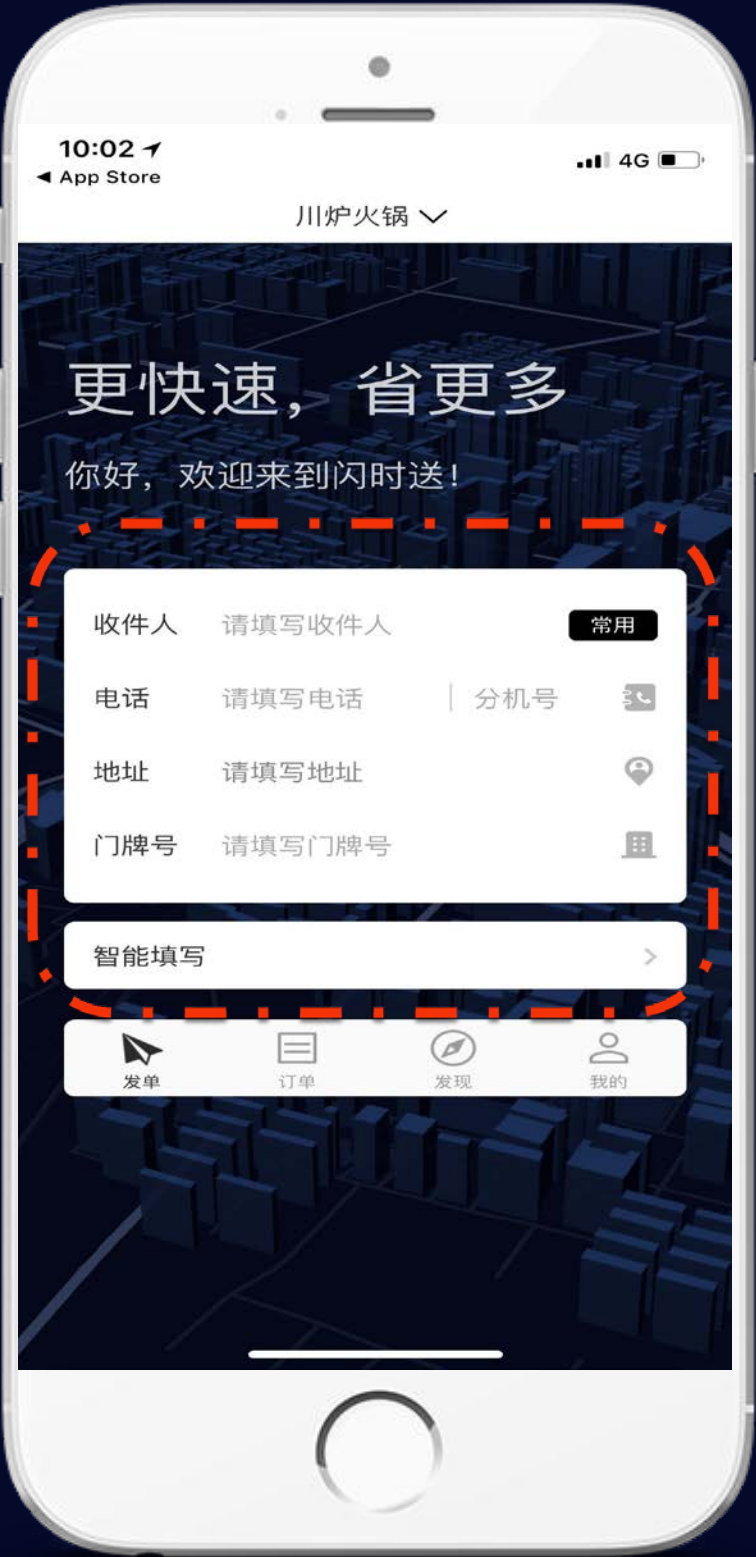 10:02
4G
◀ App Store
川炉火锅
更快速，省更多
你好，欢迎来到闪时送！
收件人 请填写收件人 常用
电话 请填写电话 分机号
地址 请填写地址
门牌号 请填写门牌号
智能填写
发单 订单 发现 我的